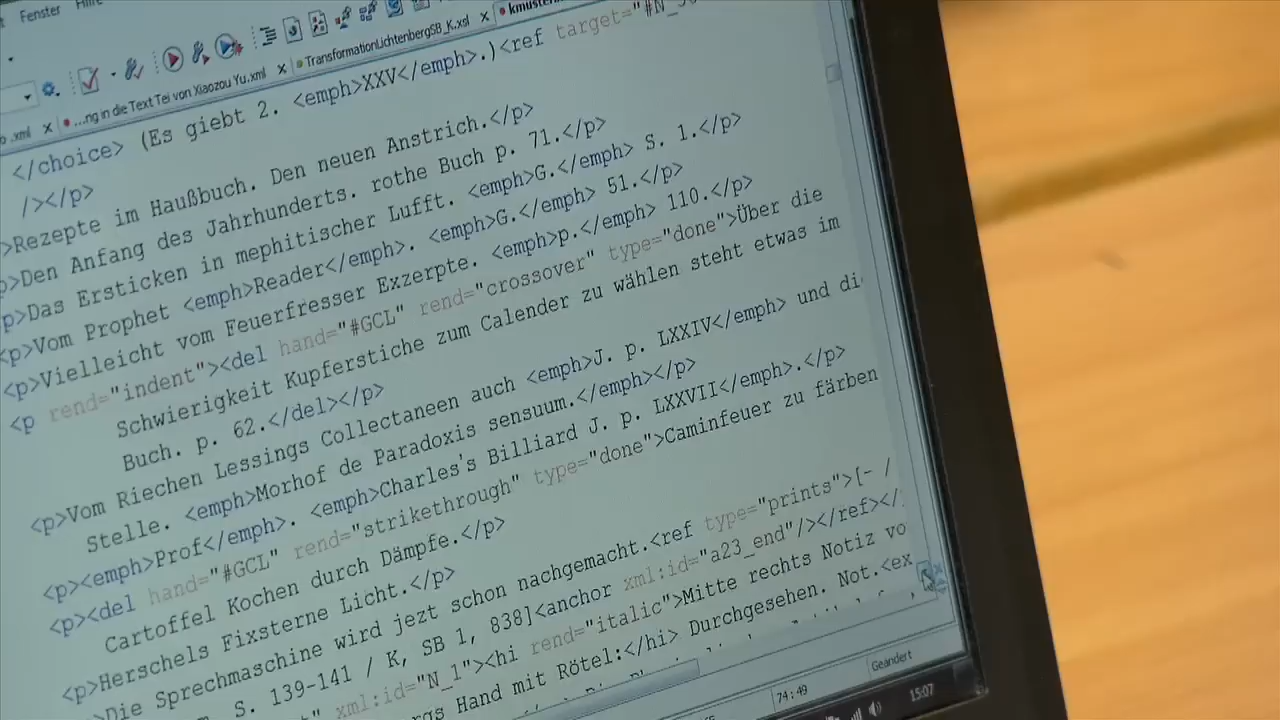 Fenster Hilfe
.xml × ...ng in die Text Tei von Xiaozou Yu.xml × TransformationLichtenbergSB_K.xsl ×
</choice> (Es giebt 2. <emph>XXV</emph>.)<ref target="#N_
/></p>
>Rezepte im Haußbuch. Den neuen Anstrich.</p>
p>Den Anfang des Jahrhunderts. rothe Buch p. 71.</p>
p>Das Ersticken in mephitischer Lufft. <emph>G.</emph> S. 1.</p>
<p>Vom Prophet <emph>Reader</emph>. <emph>G.</emph> 51.</p>
<p>Vielleicht vom Feuerfresser Exzerpte. <emph>p.</emph> 110.</p>
<p rend="indent"><del hand="#GCL" rend="crossover" type="done">Über die
Schwierigkeit Kupferstiche zum Calender zu wählen steht etwas im
Buch. p. 62.</del></p>
<p>Vom Riechen Lessings Collectaneen auch <emph>J. p. LXXIV</emph> und di
Stelle. <emph>Morhof de Paradoxis sensuum.</emph></p>
<p><emph>Prof</emph>. <emph>Charles's Billiard J. p. LXXVII</emph>.</p>
<p><del hand="#GCL" rend="strikethrough" type="done">Caminfeuer zu färben
Cartoffel Kochen durch Dämpfe.</p>
<p>Herschels Fixsterne Licht.</p>
>Die Sprechmaschine wird jezt schon nachgemacht.<ref type="prints">[- /
S. 139-141 / K, SB 1, 838]<anchor xml:id="a23_end"/></ref></
" xml:id="N_1"><hi rend="italic">Mitte rechts Notiz vo
rgs Hand mit Rötel:</hi> Durchgesehen. Not.<ex
74:49
Geändert
15:07